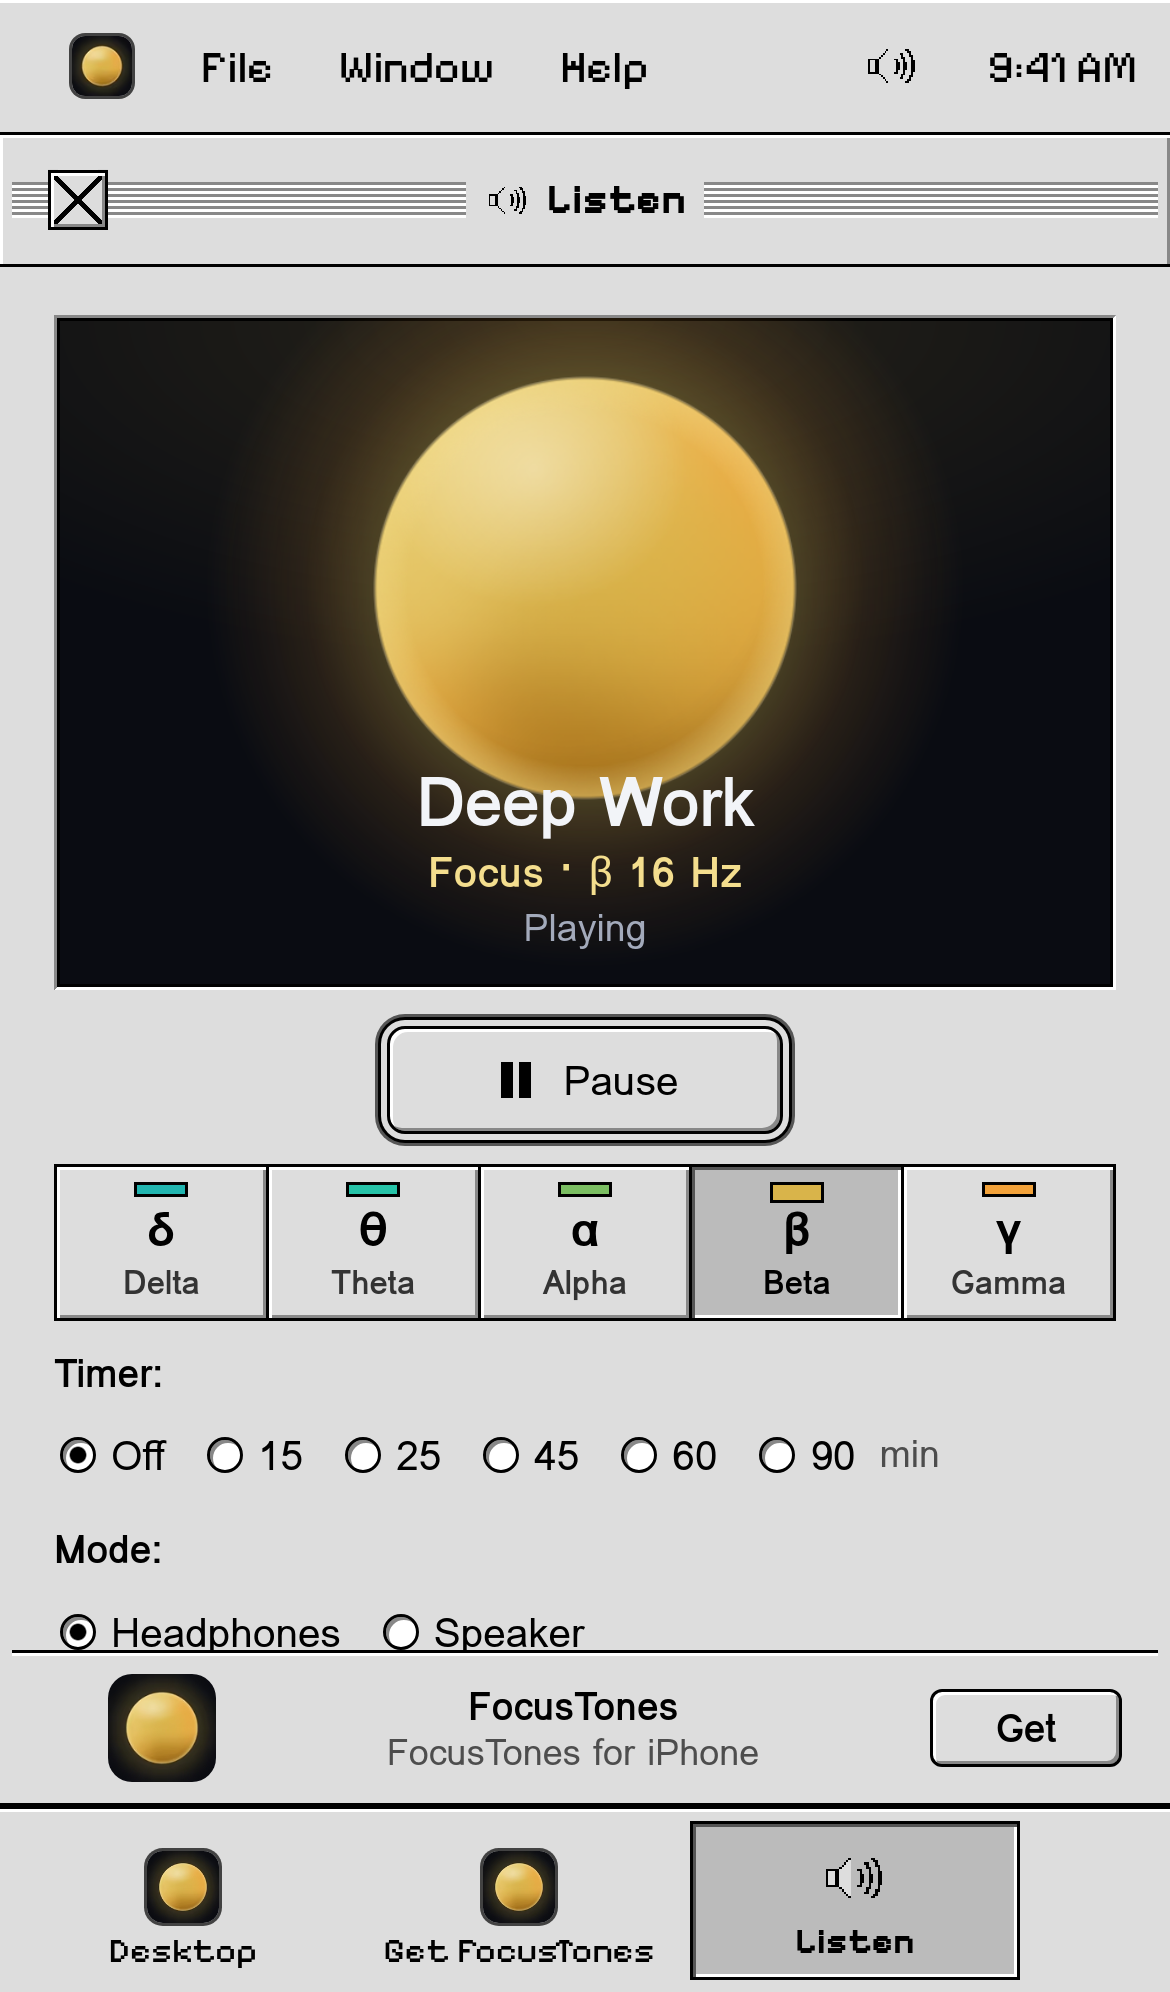 File Window Help 9:41 AM
Listen
Deep Work
Focus · β 16 Hz
Playing
Pause
δ θ α β γ
Delta Theta Alpha Beta Gamma
Timer:
Off 15 25 45 60 90 min
Mode:
Headphones Speaker
FocusTones
FocusTones for iPhone
Get
Desktop Get FocusTones Listen